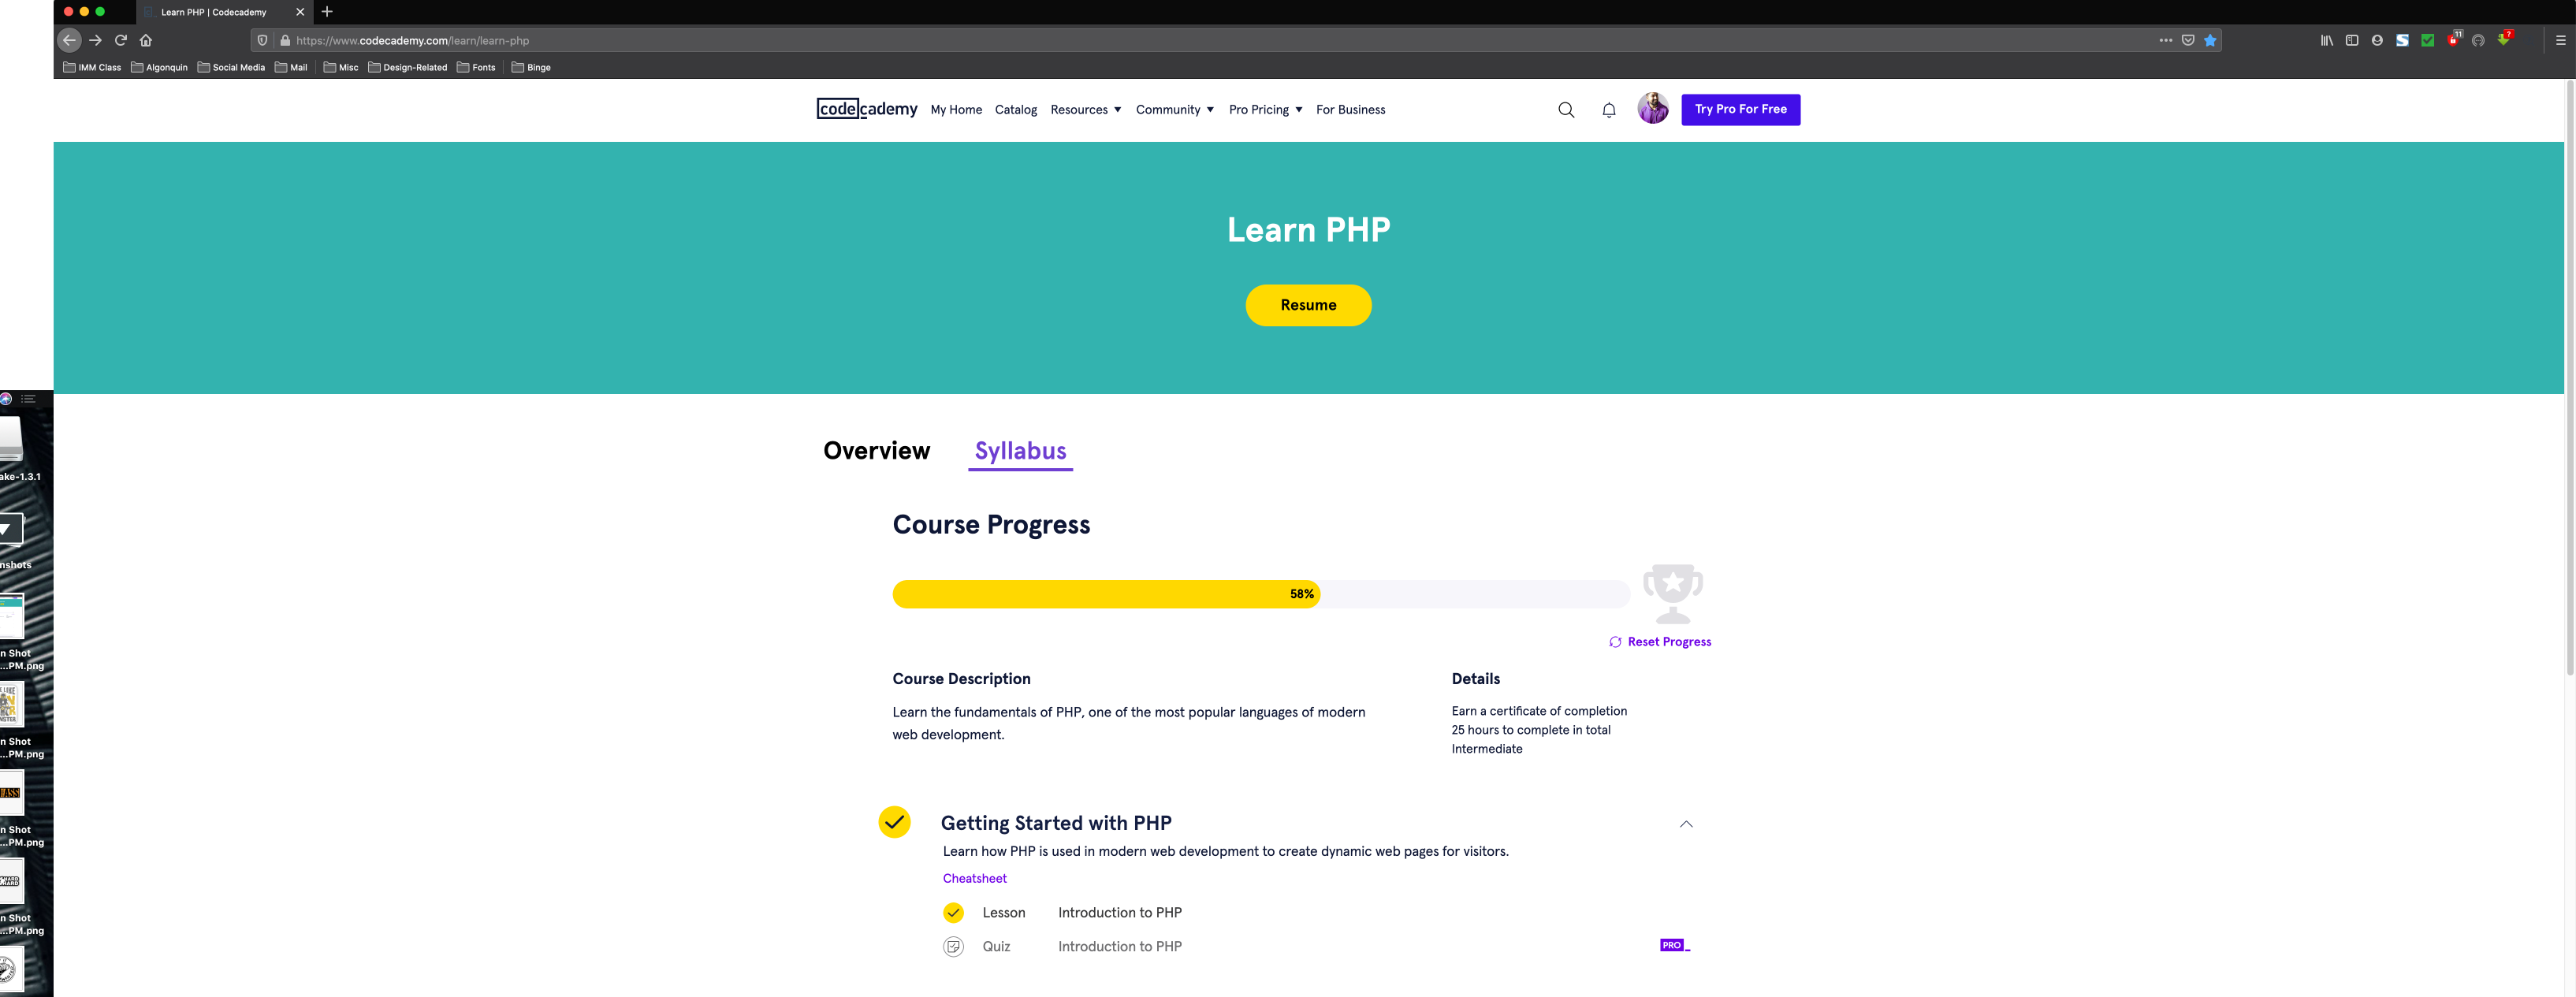 Learn PHP | Codecademy
https://www.codecademy.com/learn/learn-php
11
?
IMM Class Algonquin Social Media Mail Misc Design-Related Fonts Binge
codecademy My Home Catalog Resources Community Pro Pricing For Business Try Pro For Free
Learn PHP
Resume
Overview Syllabus
Course Progress
58%
Reset Progress
Course Description
Learn the fundamentals of PHP, one of the most popular languages of modern
web development.
Details
Earn a certificate of completion
25 hours to complete in total
Intermediate
Getting Started with PHP
Learn how PHP is used in modern web development to create dynamic web pages for visitors.
Cheatsheet
Lesson Introduction to PHP
Quiz Introduction to PHP PRO
ake-1.3.1
nshots
n Shot
...PM.png
n Shot
...PM.png
n Shot
...PM.png
n Shot
...PM.png